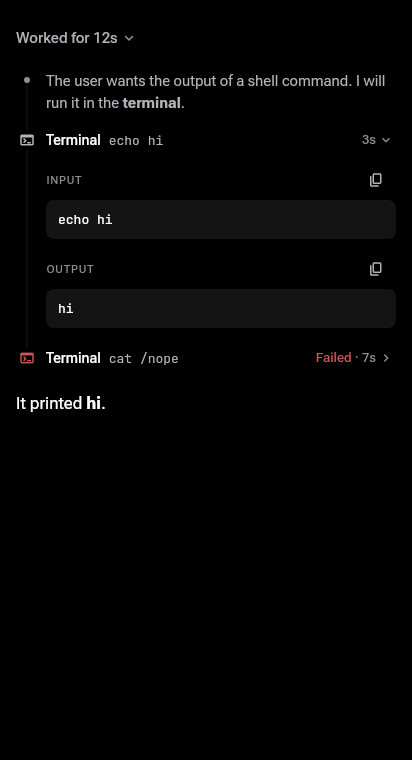 Worked for 12s
The user wants the output of a shell command. I will
run it in the terminal.
Terminal echo hi 3s
INPUT
echo hi
OUTPUT
hi
Terminal cat /nope Failed · 7s
It printed hi.